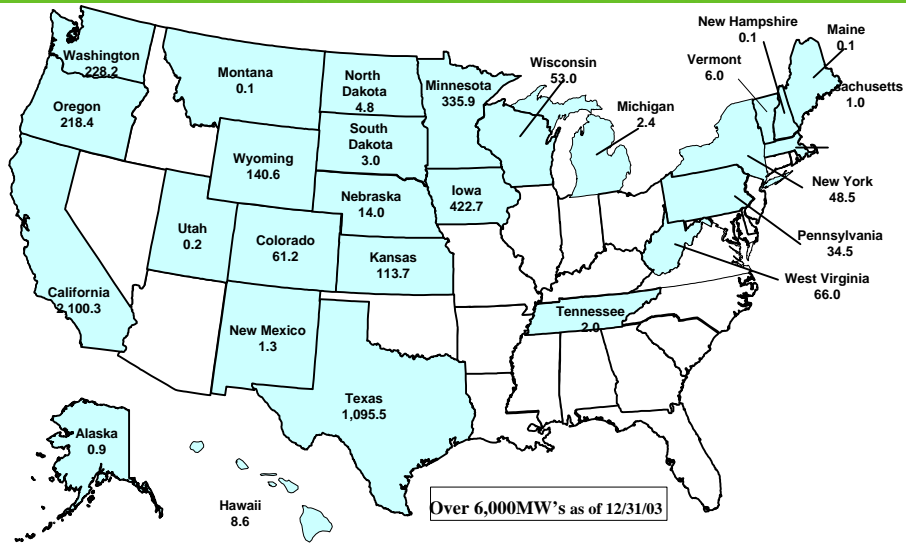 Washington
228.2
Oregon
218.4
California
2,100.3
Montana
0.1
Wyoming
140.6
Utah
0.2
Colorado
61.2
New Mexico
1.3
North
Dakota
4.8
South
Dakota
3.0
Nebraska
14.0
Kansas
113.7
Texas
1,095.5
Minnesota
335.9
Iowa
422.7
Wisconsin
53.0
Michigan
2.4
Tennessee
2.0
New Hampshire
0.1
Vermont
6.0
Maine
0.1
sachusetts
1.0
New York
48.5
Pennsylvania
34.5
West Virginia
66.0
Alaska
0.9
Hawaii
8.6
Over 6,000MW's as of 12/31/03